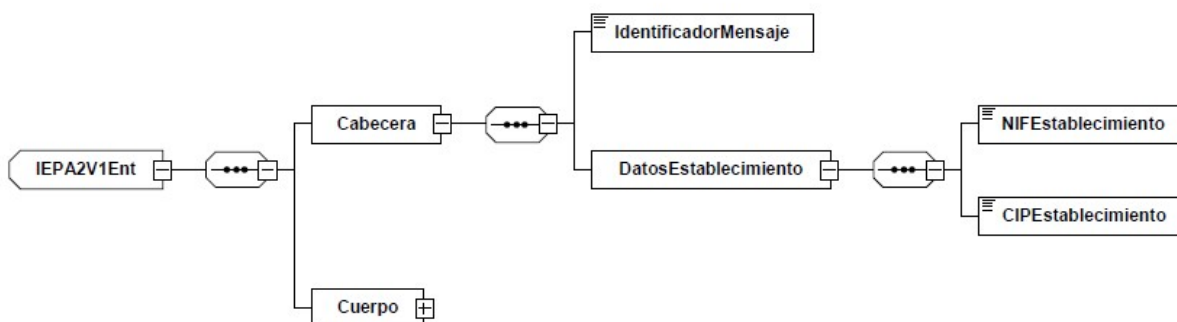 IdentificadorMensaje
Cabecera
NIFEstablecimiento
IEPA2V1Ent
DatosEstablecimiento
CIPEstablecimiento
Cuerpo